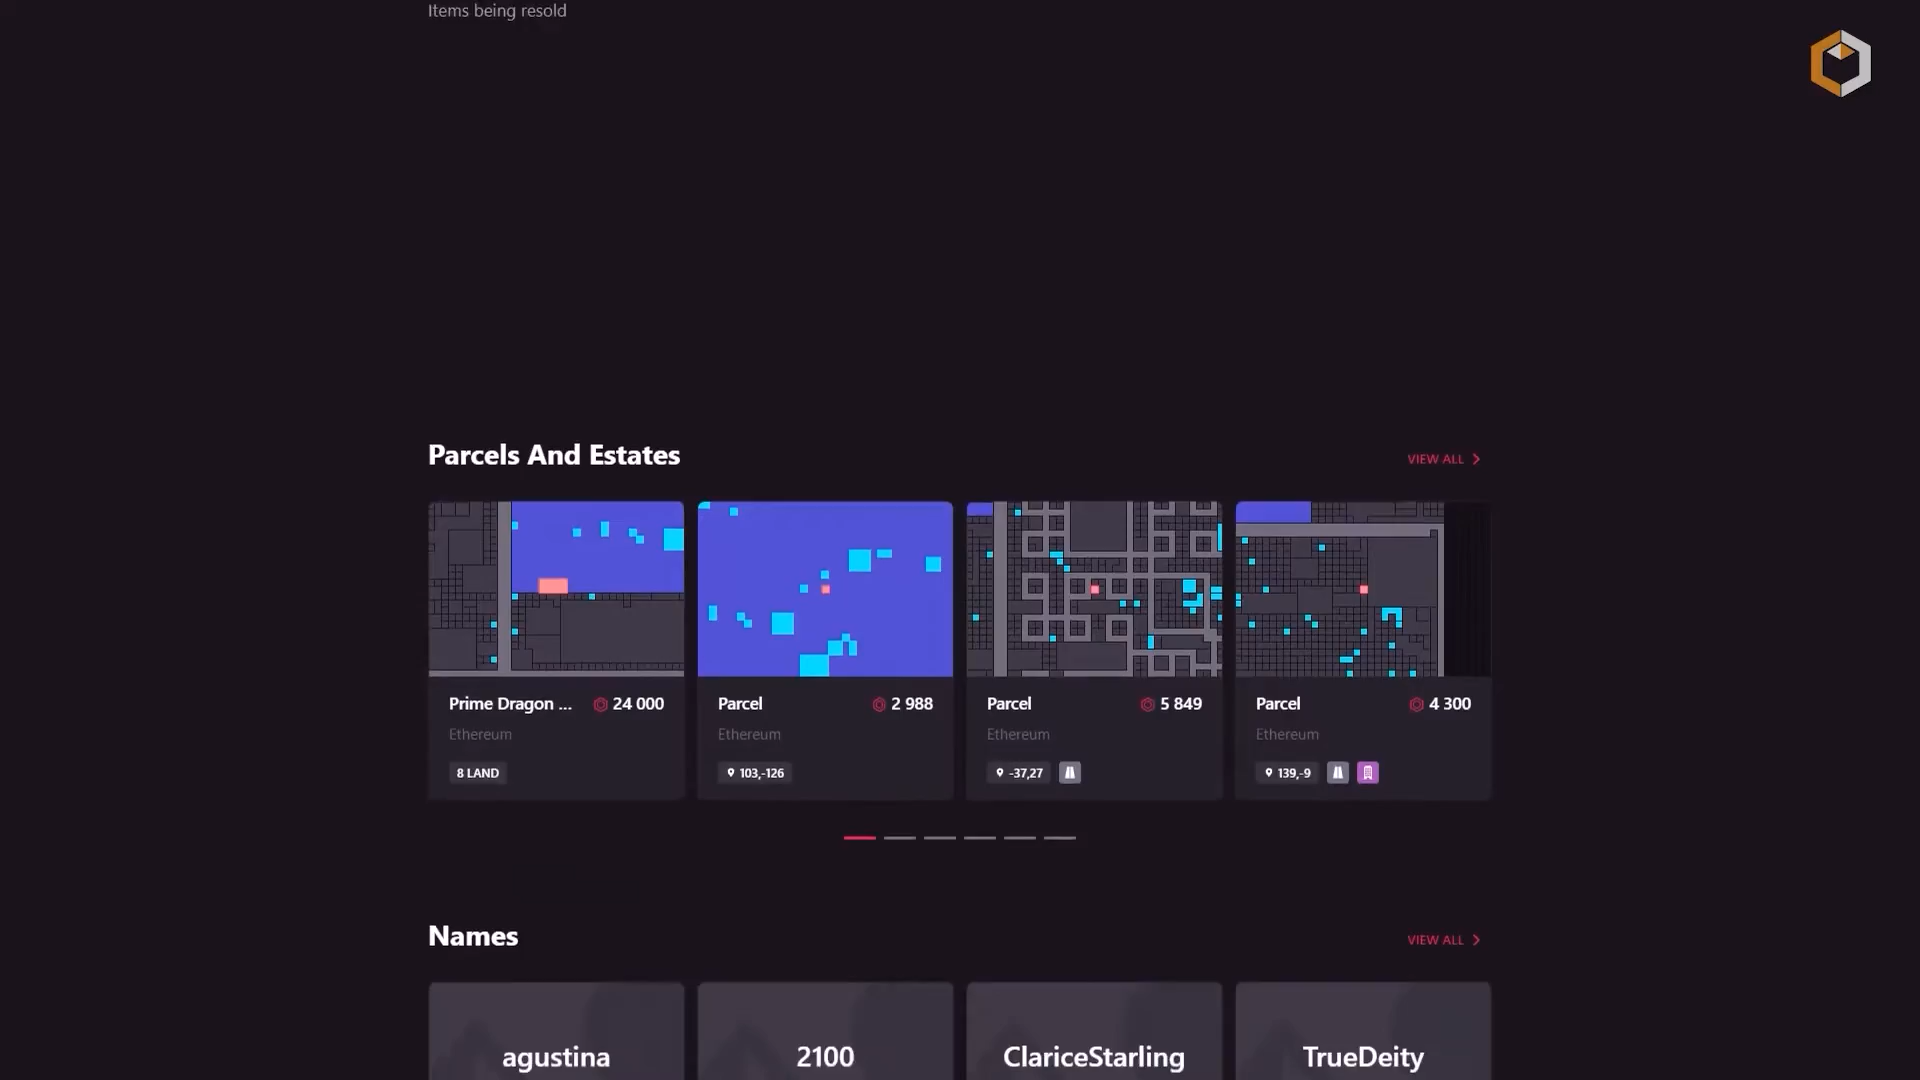 Items being resold
Parcels And Estates
VIEW ALL
Prime Dragon ... 24 000
Ethereum
8 LAND
Parcel 2 988
Ethereum
103,-126
Parcel 5 849
Ethereum
-37,27
Parcel 4 300
Ethereum
139,-9
Names
VIEW ALL
agustina
2100
ClariceStarling
TrueDeity